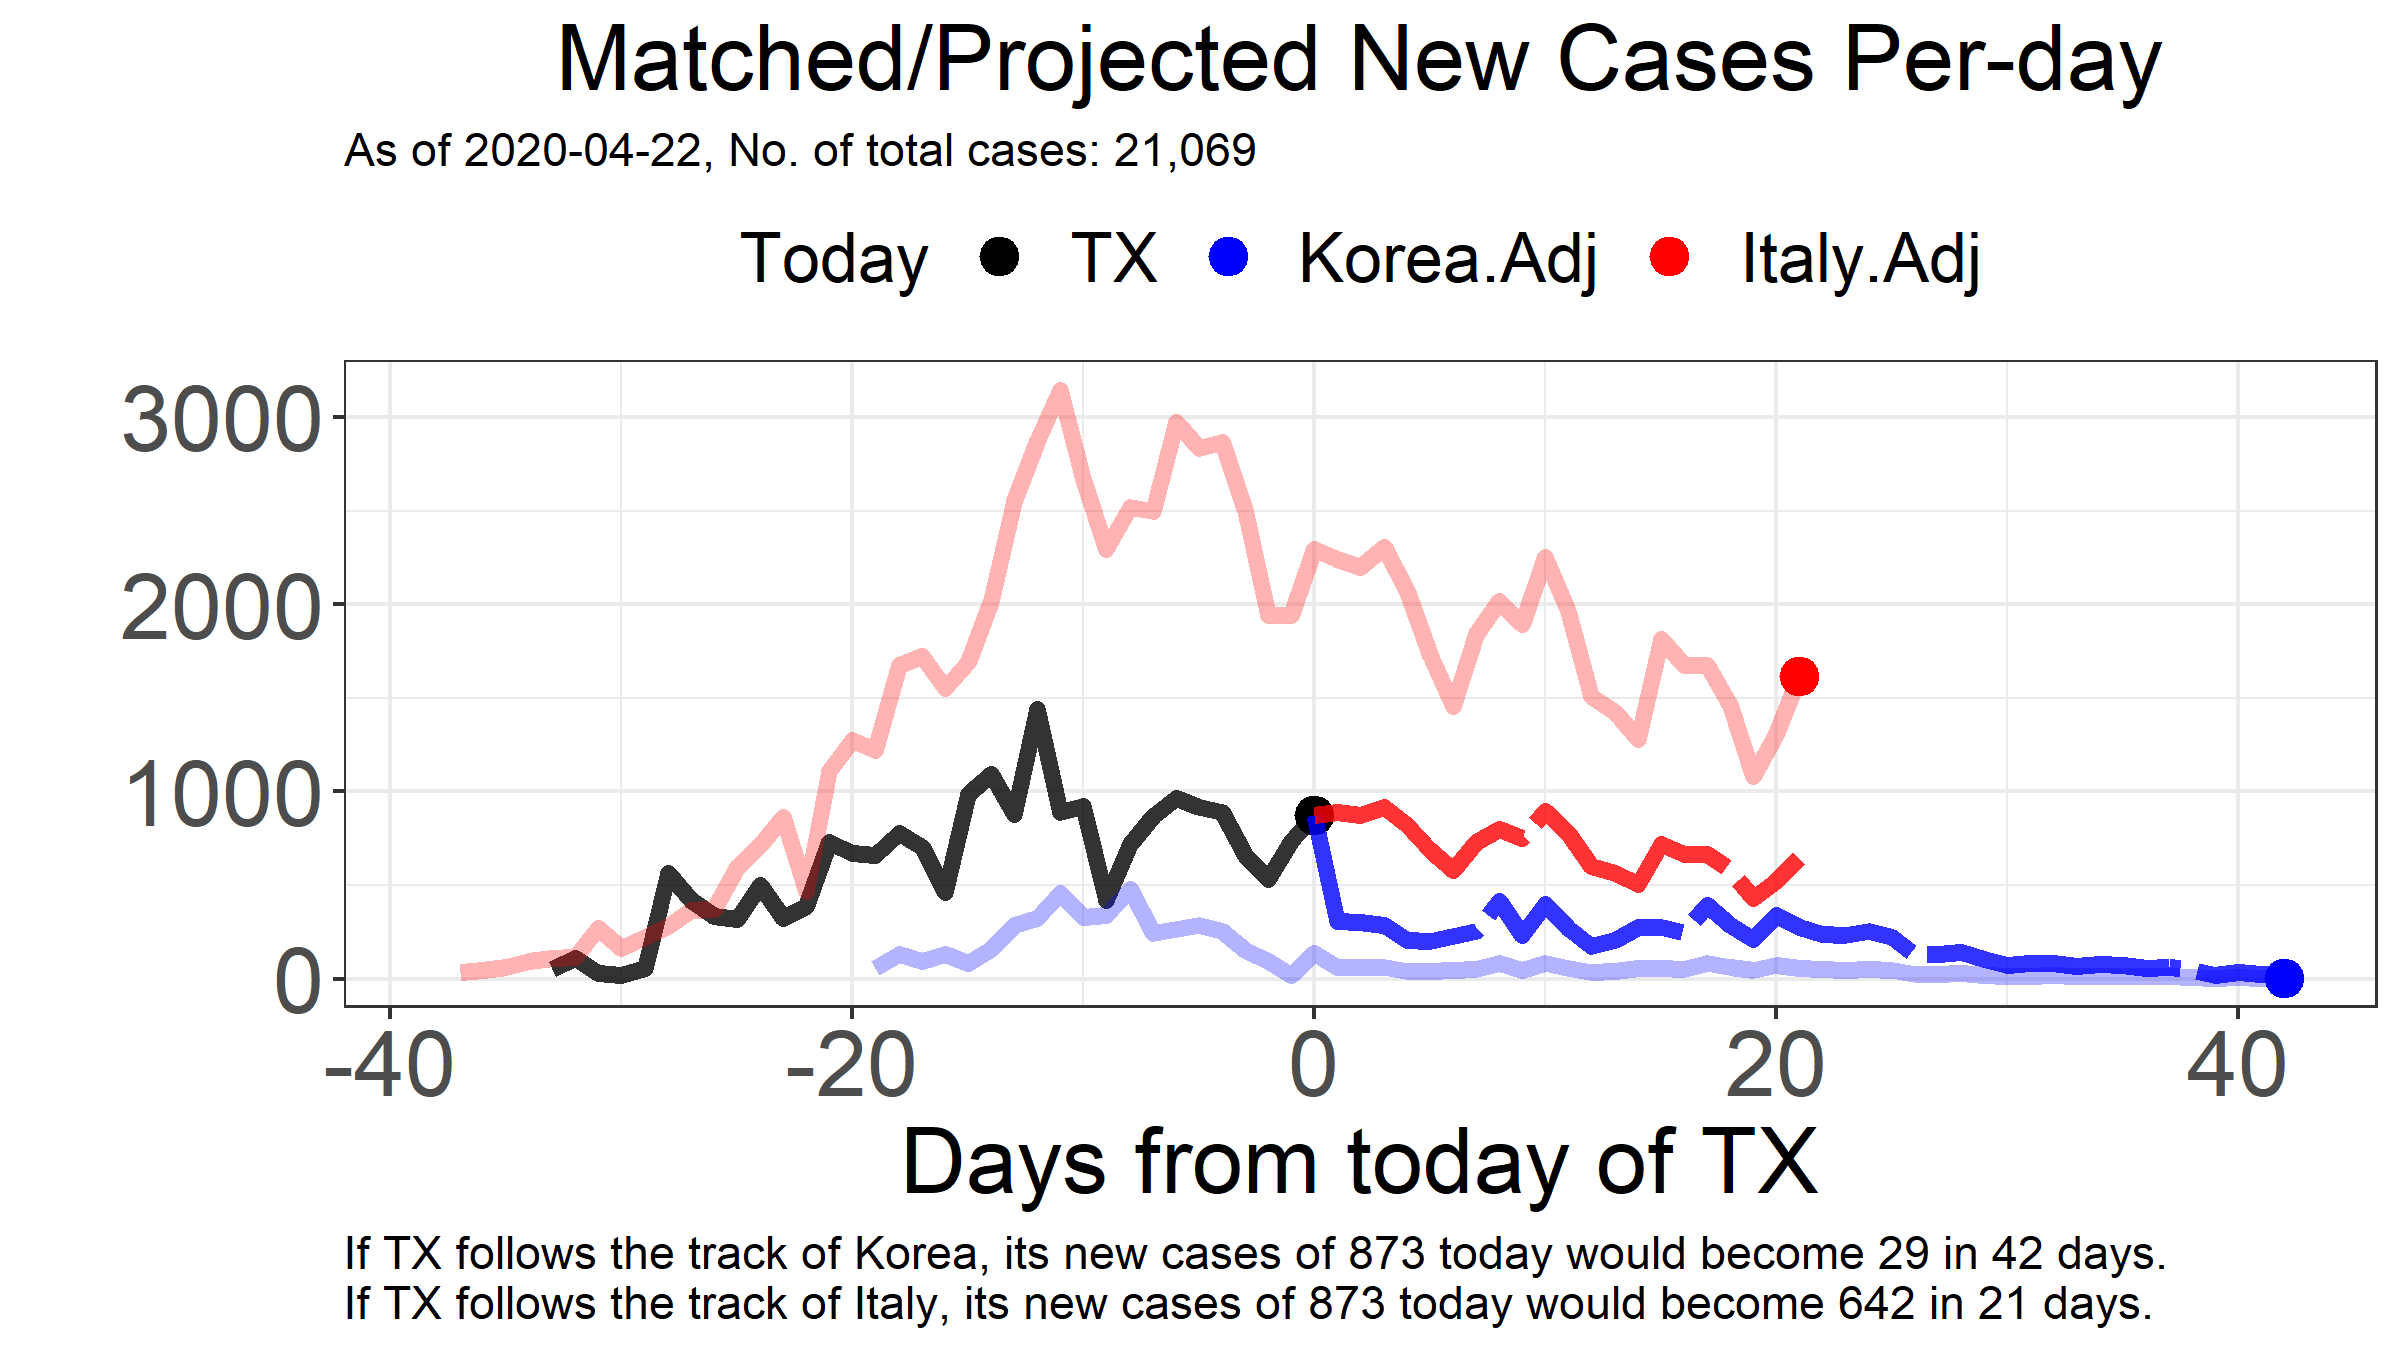 Matched/Projected New Cases Per-day
As of 2020-04-22, No. of total cases: 21,069
Today TX Korea.Adj Italy.Adj
3000
2000
1000
0
-40 -20 0 20 40
Days from today of TX
If TX follows the track of Korea, its new cases of 873 today would become 29 in 42 days.
If TX follows the track of Italy, its new cases of 873 today would become 642 in 21 days.